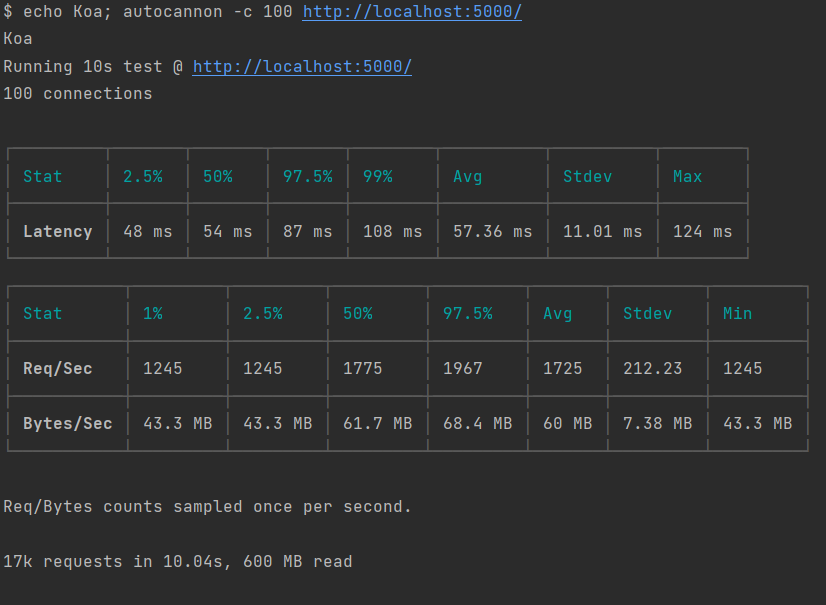 $ echo Koa; autocannon -c 100 http://localhost:5000/
Koa
Running 10s test @ http://localhost:5000/
100 connections
Stat 2.5% 50% 97.5% 99% Avg Stdev Max
Latency 48 ms 54 ms 87 ms 108 ms 57.36 ms 11.01 ms 124 ms
Stat 1% 2.5% 50% 97.5% Avg Stdev Min
Req/Sec 1245 1245 1775 1967 1725 212.23 1245
Bytes/Sec 43.3 MB 43.3 MB 61.7 MB 68.4 MB 60 MB 7.38 MB 43.3 MB
Req/Bytes counts sampled once per second.
17k requests in 10.04s, 600 MB read